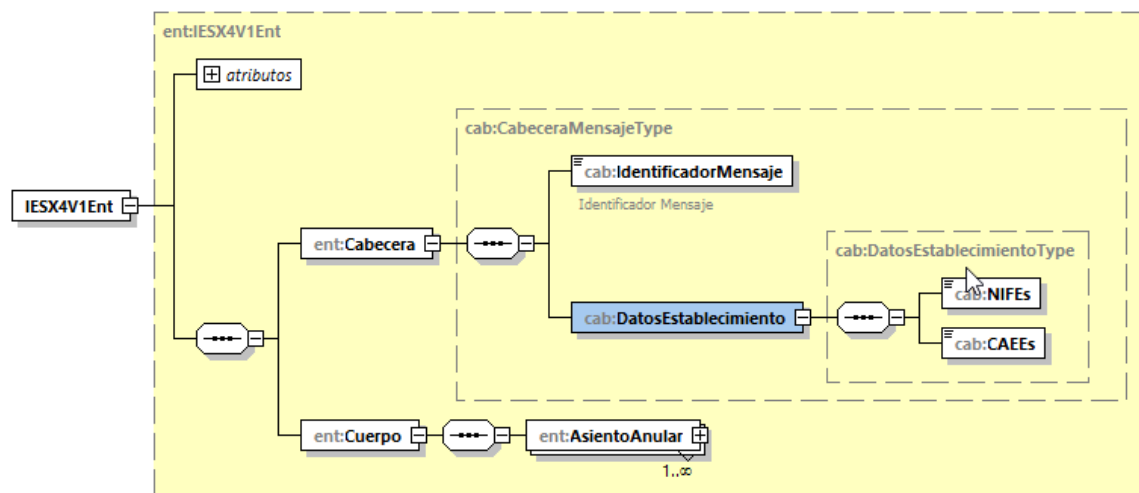 ent:IESX4V1Ent
atributos
cab:CabeceraMensajeType
cab:IdentificadorMensaje
Identificador Mensaje
IESX4V1Ent
ent:Cabecera
cab:DatosEstablecimientoType
cab:NIFEs
cab:DatosEstablecimiento
cab:CAEEs
ent:Cuerpo
ent:AsientoAnular
1..∞